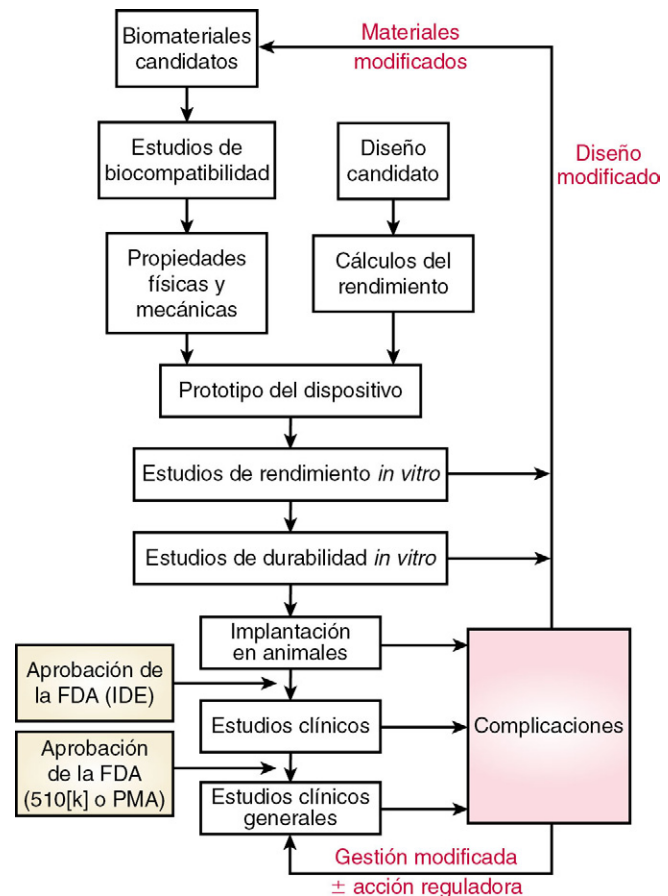 Biomateriales
candidatos
Materiales
modificados
Estudios de
biocompatibilidad
Diseño
candidato
Diseño
modificado
Propiedades
físicas y
mecánicas
Cálculos del
rendimiento
Prototipo del dispositivo
Estudios de rendimiento in vitro
Estudios de durabilidad in vitro
Implantación
en animales
Aprobación de
la FDA (IDE)
Estudios clínicos
Complicaciones
Aprobación
de la FDA
(510[k] o PMA)
Estudios clínicos
generales
Gestión modificada
± acción reguladora